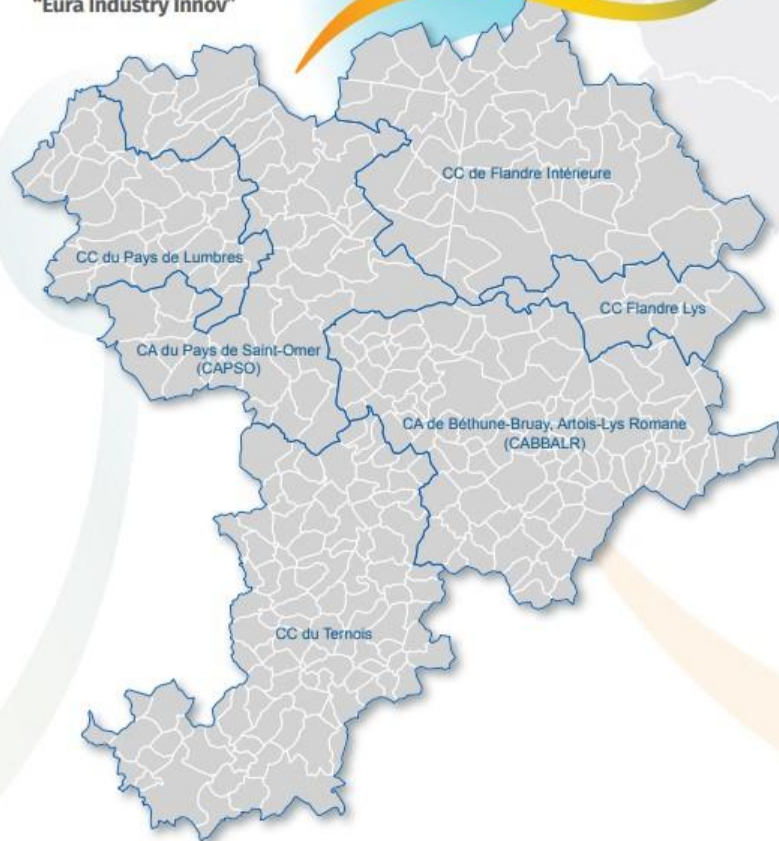 "Eura Industry Innov"
CC de Flandre Intérieure
CC du Pays de Lumbres
CC Flandre Lys
CA du Pays de Saint-Omer
(CAPSO)
CA de Béthune-Bruay, Artois-Lys Romane
(CABBALR)
CC du Ternois